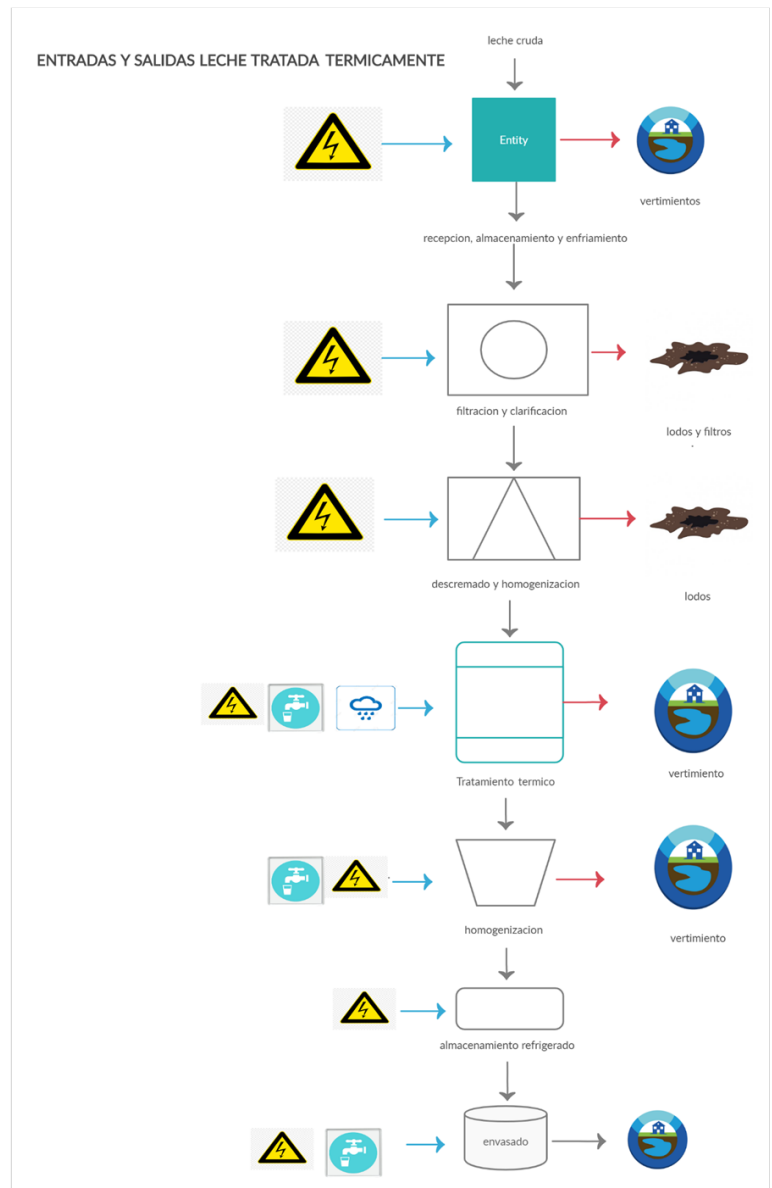 leche cruda
ENTRADAS Y SALIDAS LECHE TRATADA TERMICAMENTE
Entity
vertimientos
recepcion, almacenamiento y enfriamiento
filtracion y clarificacion
lodos y filtros
descremado y homogenizacion
lodos
Tratamiento termico
vertimiento
homogenizacion
vertimiento
almacenamiento refrigerado
envasado